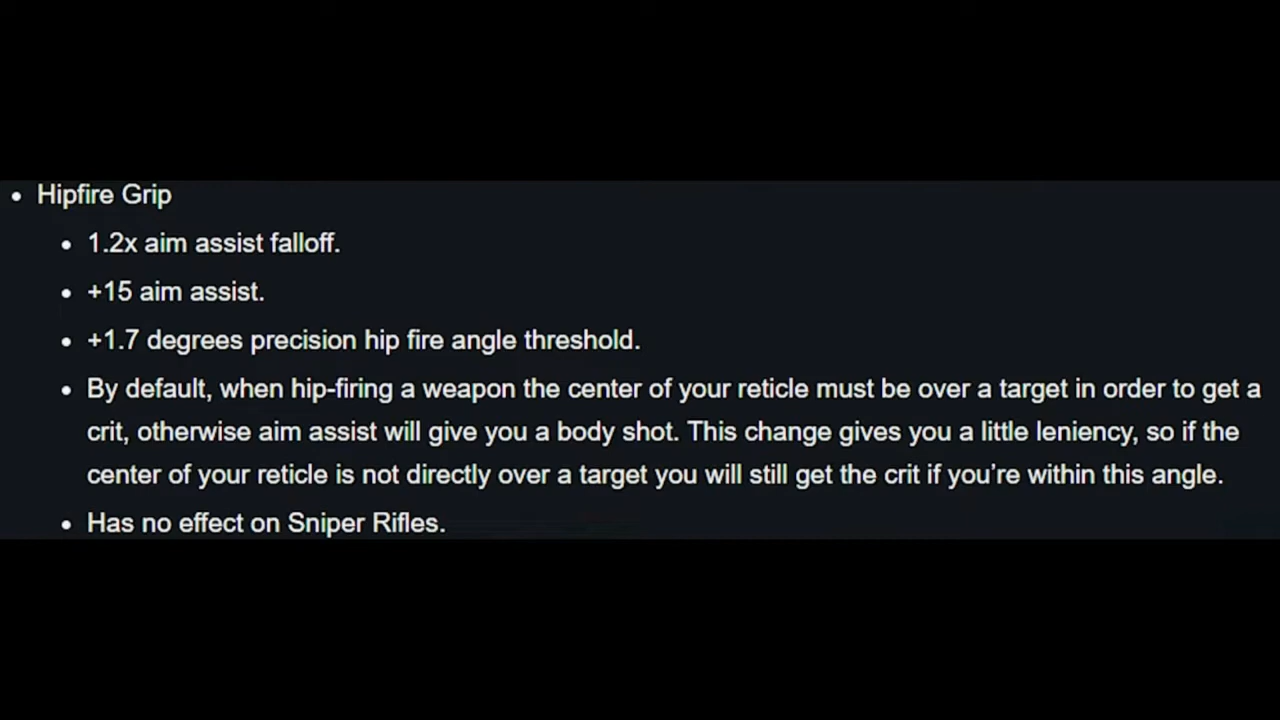 • Hipfire Grip
• 1.2x aim assist falloff.
• +15 aim assist.
• +1.7 degrees precision hip fire angle threshold.
• By default, when hip-firing a weapon the center of your reticle must be over a target in order to get a
crit, otherwise aim assist will give you a body shot. This change gives you a little leniency, so if the
center of your reticle is not directly over a target you will still get the crit if you’re within this angle.
• Has no effect on Sniper Rifles.